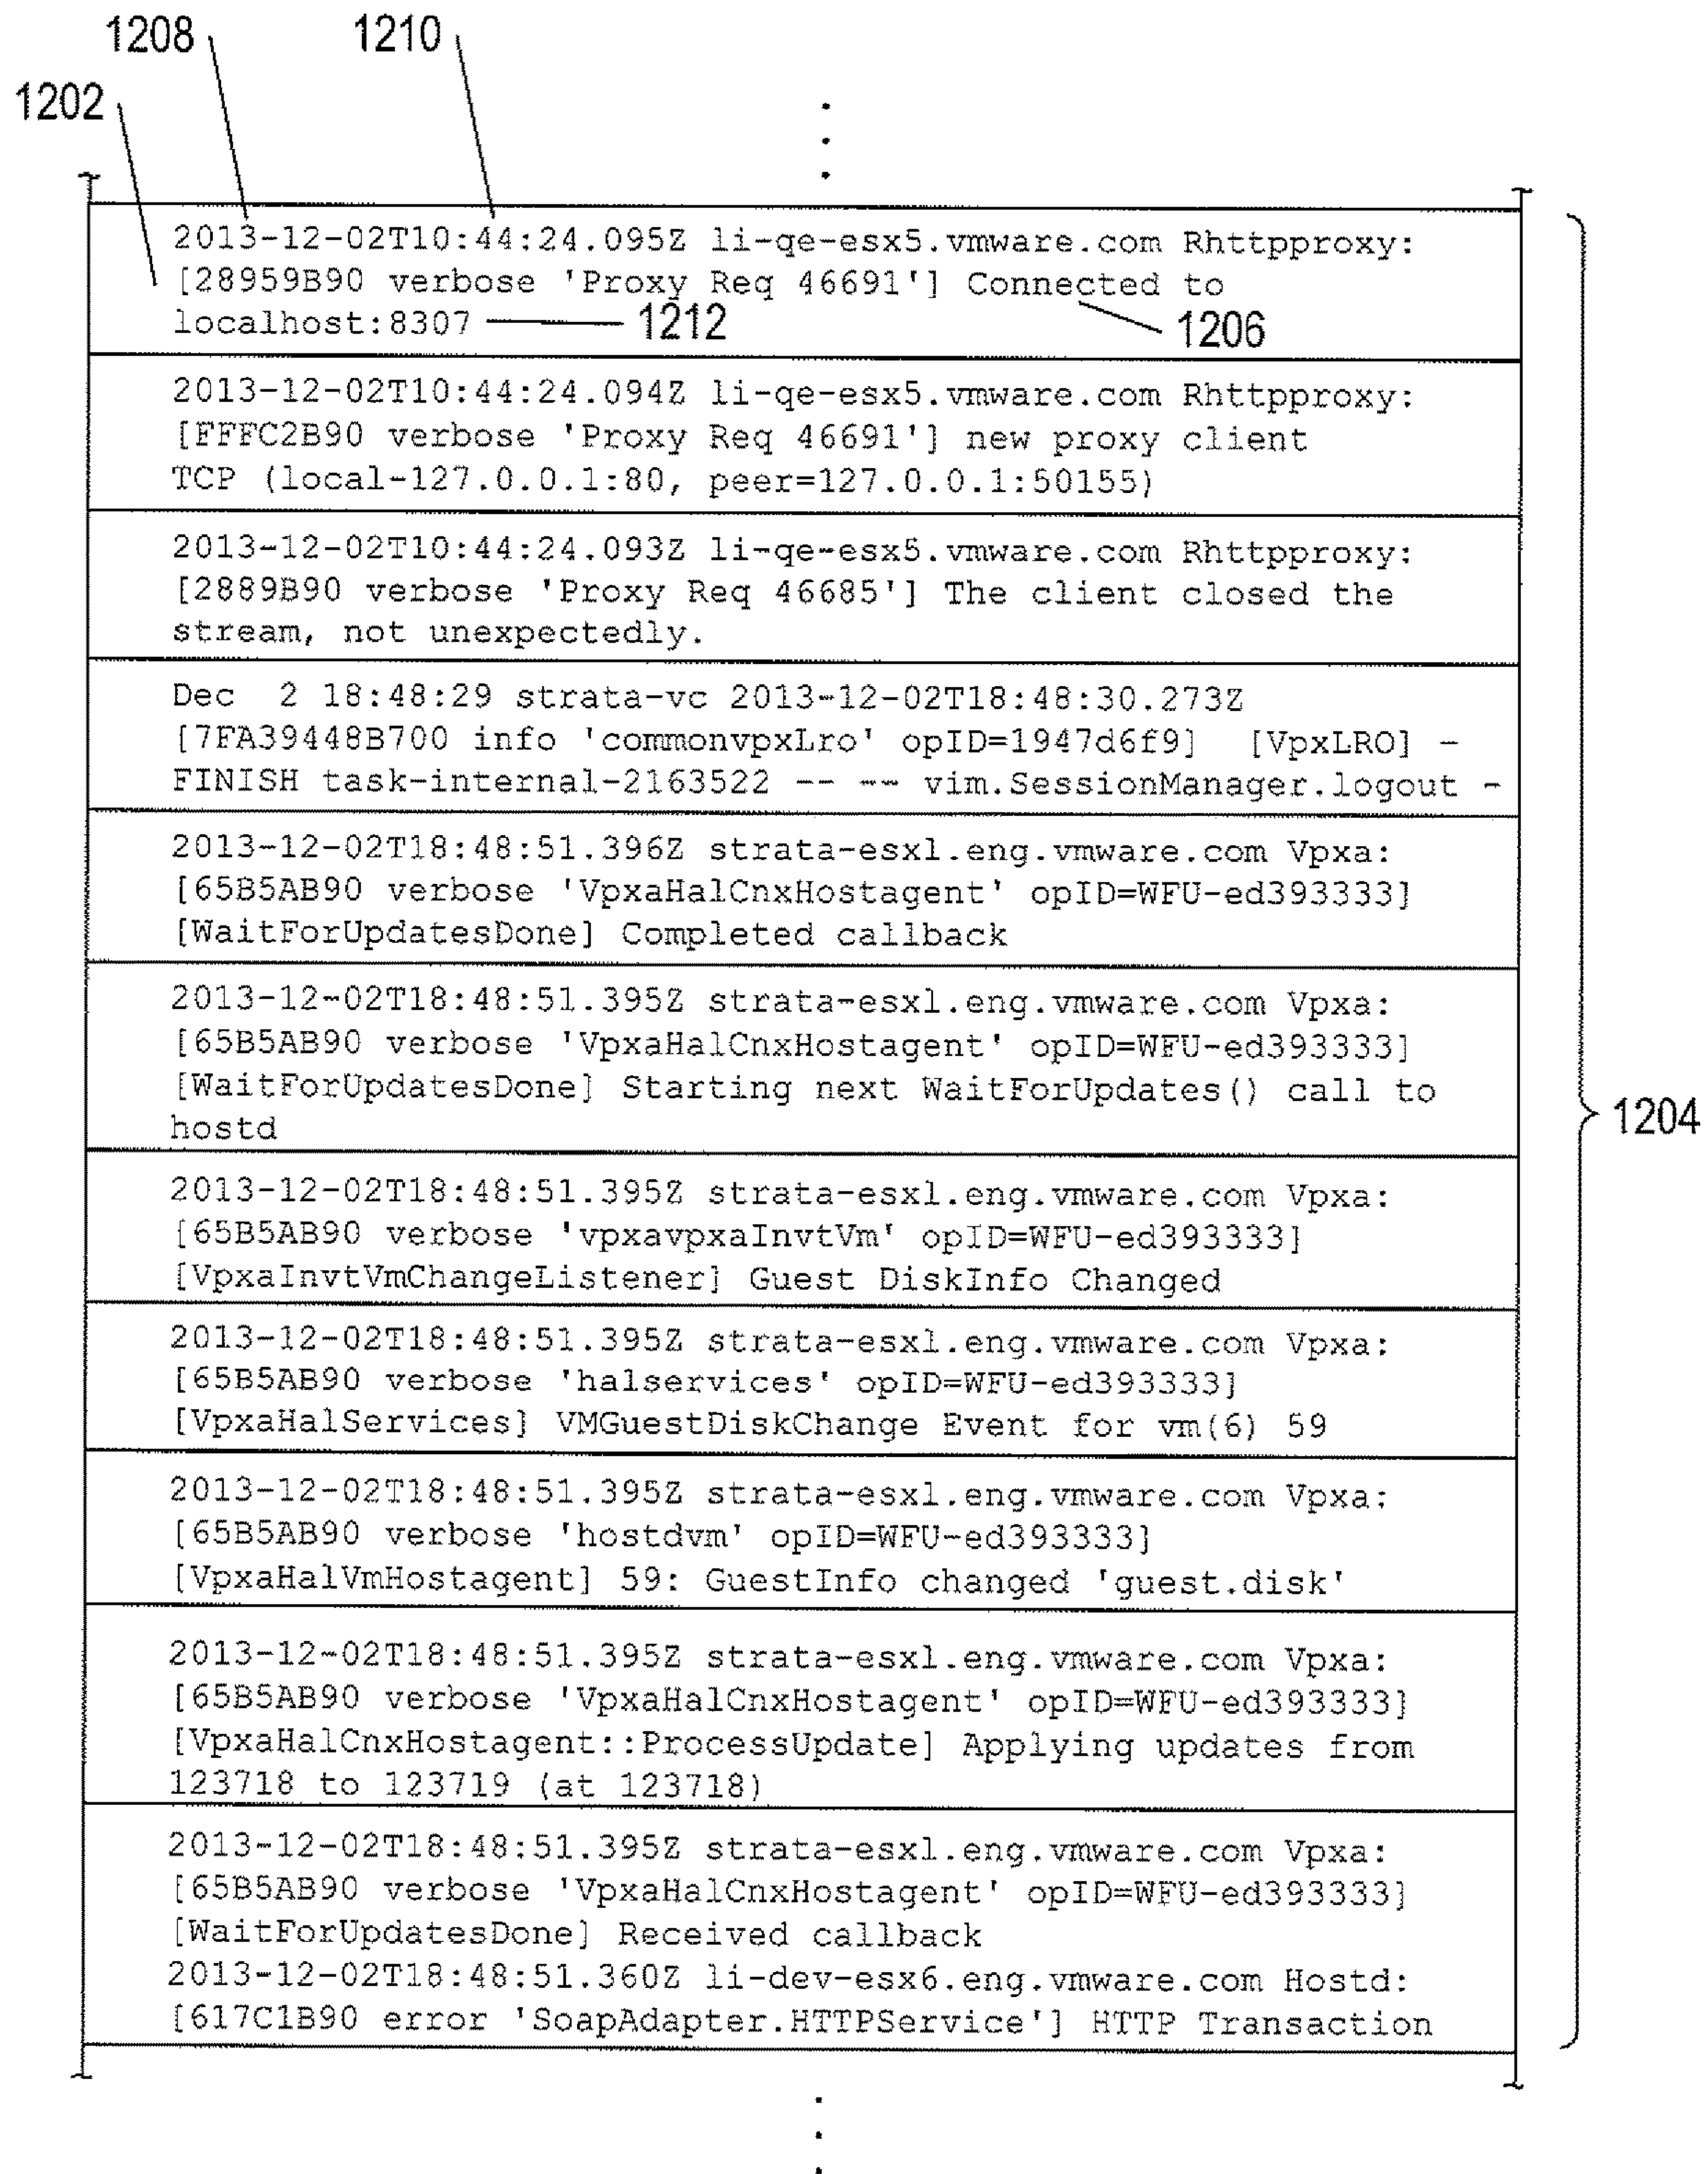 1208
1210
1202
2013-12-02T10:44:24.095Z li-qe-esx5.vmware.com Rhttpproxy:
[28959B90 verbose 'Proxy Req 46691'] Connected to
localhost:8307
1212
1206
2013-12-02T10:44:24.094Z li-qe-esx5.vmware.com Rhttpproxy:
[FFFC2B90 verbose 'Proxy Req 46691'] new proxy client
TCP (local-127.0.0.1:80, peer=127.0.0.1:50155)
2013-12-02T10:44:24.093Z li-qe-esx5.vmware.com Rhttpproxy:
[2889B90 verbose 'Proxy Req 46685'] The client closed the
stream, not unexpectedly.
Dec  2 18:48:29 strata-vc 2013-12-02T18:48:30.273Z
[7FA39448B700 info 'commonvpxLro' opID=1947d6f9]  [VpxLRO] -
FINISH task-internal-2163522 -- -- vim.SessionManager.logout -
2013-12-02T18:48:51.396Z strata-esxl.eng.vmware.com Vpxa:
[65B5AB90 verbose 'VpxaHalCnxHostagent' opID=WFU-ed393333]
[WaitForUpdatesDone] Completed callback
2013-12-02T18:48:51.395Z strata-esxl.eng.vmware.com Vpxa:
[65B5AB90 verbose 'VpxaHalCnxHostagent' opID=WFU-ed393333]
[WaitForUpdatesDone] Starting next WaitForUpdates() call to
hostd
1204
2013-12-02T18:48:51.395Z strata-esxl.eng.vmware.com Vpxa:
[65B5AB90 verbose 'vpxavpxaInvtVm' opID=WFU-ed393333]
[VpxaInvtVmChangeListener] Guest DiskInfo Changed
2013-12-02T18:48:51.395Z strata-esxl.eng.vmware.com Vpxa:
[65B5AB90 verbose 'halservices' opID=WFU-ed393333]
[VpxaHalServices] VMGuestDiskChange Event for vm(6) 59
2013-12-02T18:48:51.395Z strata-esxl.eng.vmware.com Vpxa:
[65B5AB90 verbose 'hostdvm' opID=WFU-ed393333]
[VpxaHalVmHostagent] 59: GuestInfo changed 'guest.disk'
2013-12-02T18:48:51.395Z strata-esxl.eng.vmware.com Vpxa:
[65B5AB90 verbose 'VpxaHalCnxHostagent' opID=WFU-ed393333]
[VpxaHalCnxHostagent::ProcessUpdate] Applying updates from
123718 to 123719 (at 123718)
2013-12-02T18:48:51.395Z strata-esxl.eng.vmware.com Vpxa:
[65B5AB90 verbose 'VpxaHalCnxHostagent' opID=WFU-ed393333]
[WaitForUpdatesDone] Received callback
2013-12-02T18:48:51.360Z li-dev-esx6.eng.vmware.com Hostd:
[617C1B90 error 'SoapAdapter.HTTPService'] HTTP Transaction